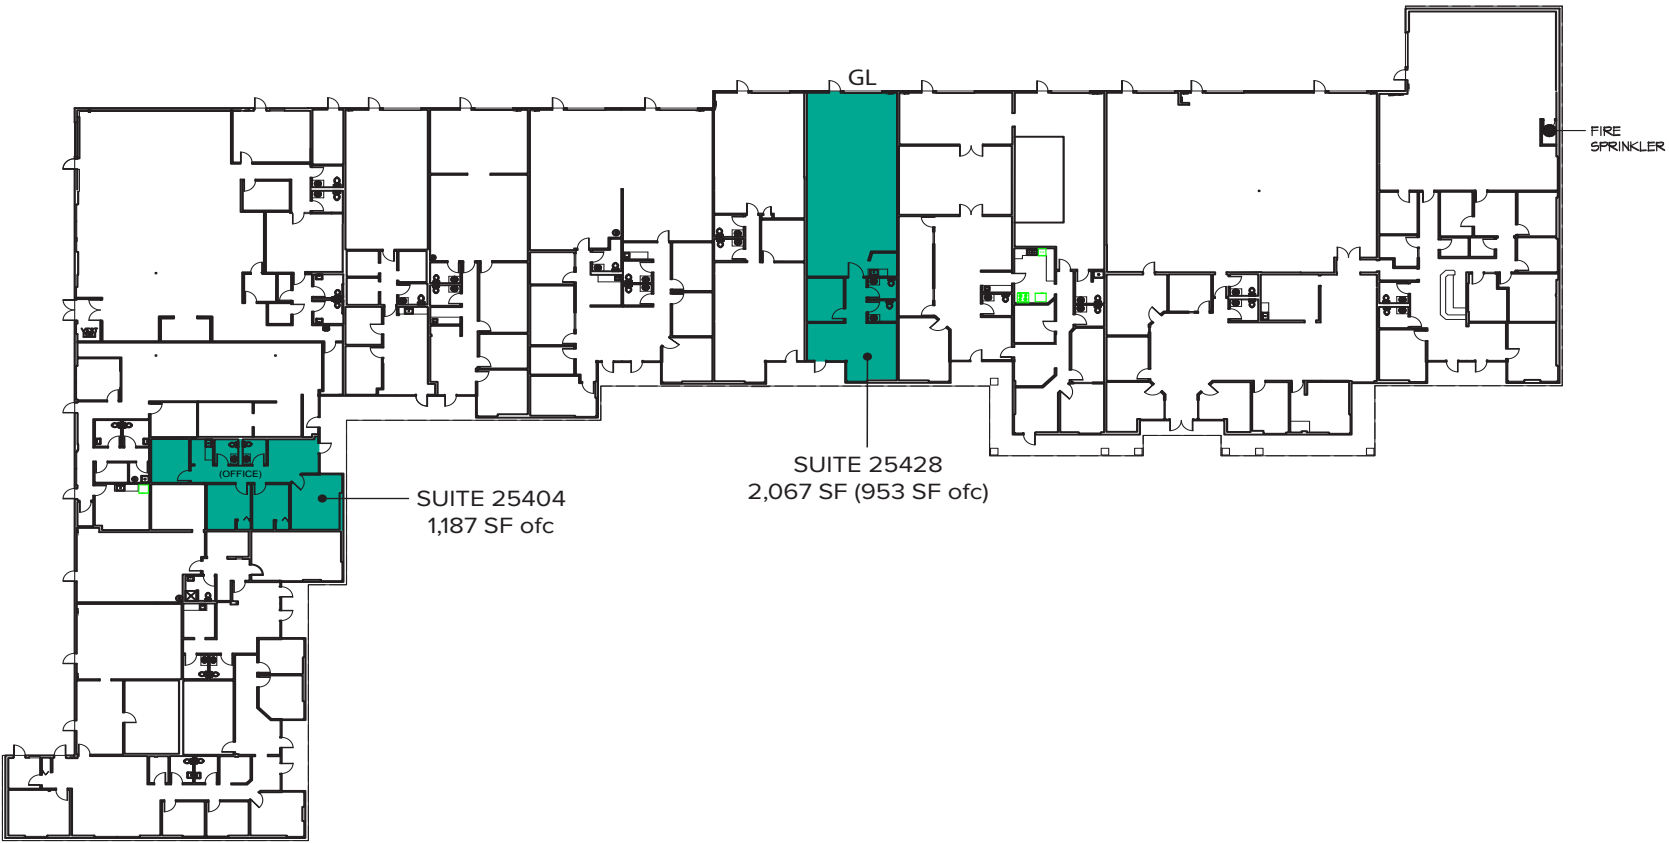 GL
FIRE
SPRINKLER
SUITE 25428
2,067 SF (953 SF ofc)
(OFFICE)
SUITE 25404
1,187 SF ofc